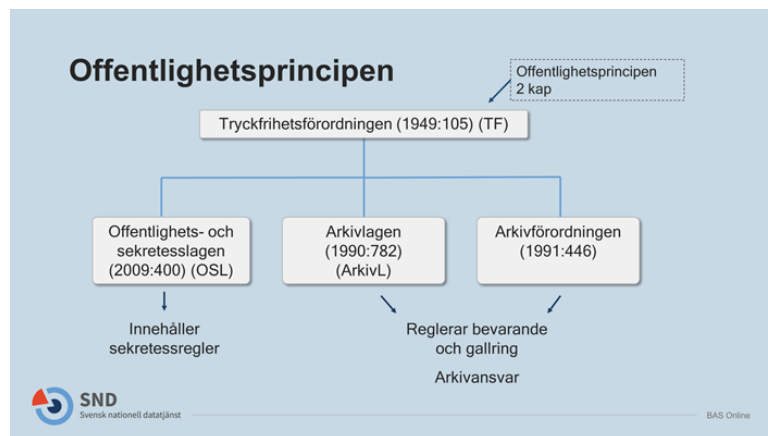 Offentlighetsprincipen
Offentlighetsprincipen
2 kap
Tryckfrihetsförordningen (1949:105) (TF)
Offentlighets- och
sekretesslagen
(2009:400) (OSL)
Arkivlagen
(1990:782)
(ArkivL)
Arkivförordningen
(1991:446)
Innehåller
sekretessregler
Reglerar bevarande
och gallring
Arkivansvar
SND
Svensk nationell datatjänst
BAS Online